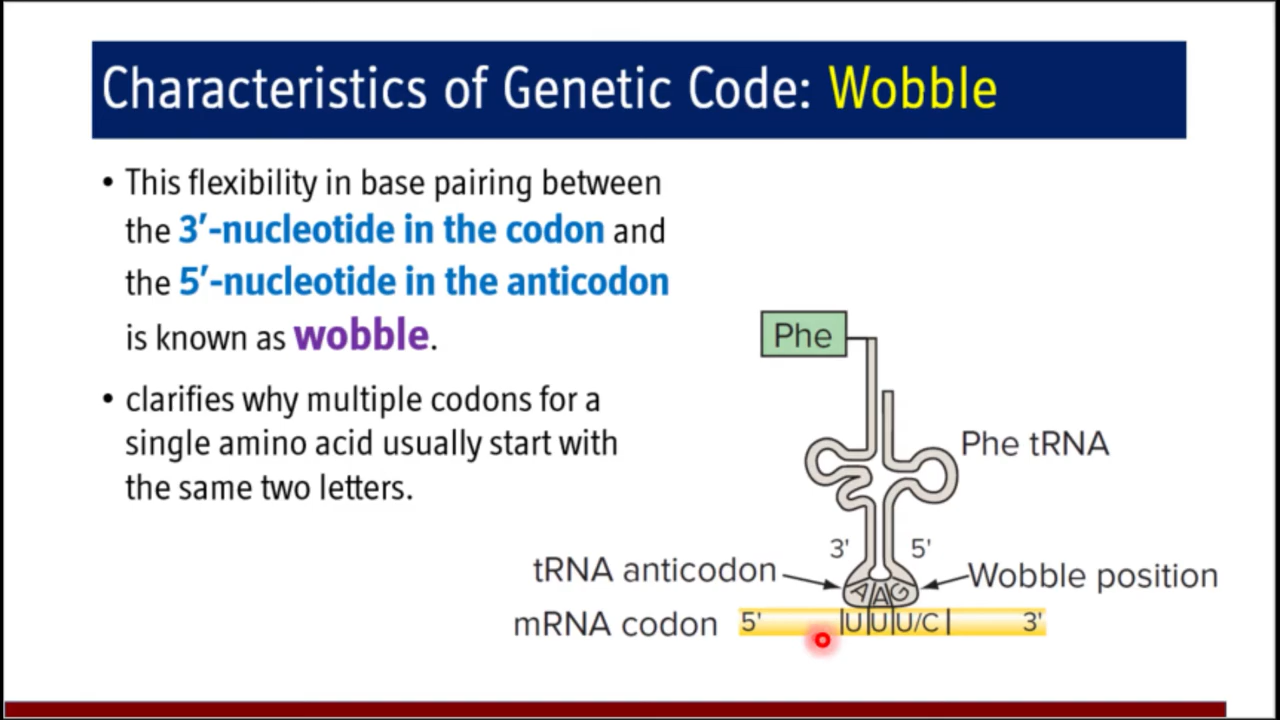 Characteristics of Genetic Code: Wobble
• This flexibility in base pairing between
the 3′-nucleotide in the codon and
the 5′-nucleotide in the anticodon
is known as wobble.
• clarifies why multiple codons for a
single amino acid usually start with
the same two letters.
Phe
Phe tRNA
3' 5'
tRNA anticodon
Wobble position
A A G
mRNA codon 5' U U U/C 3'